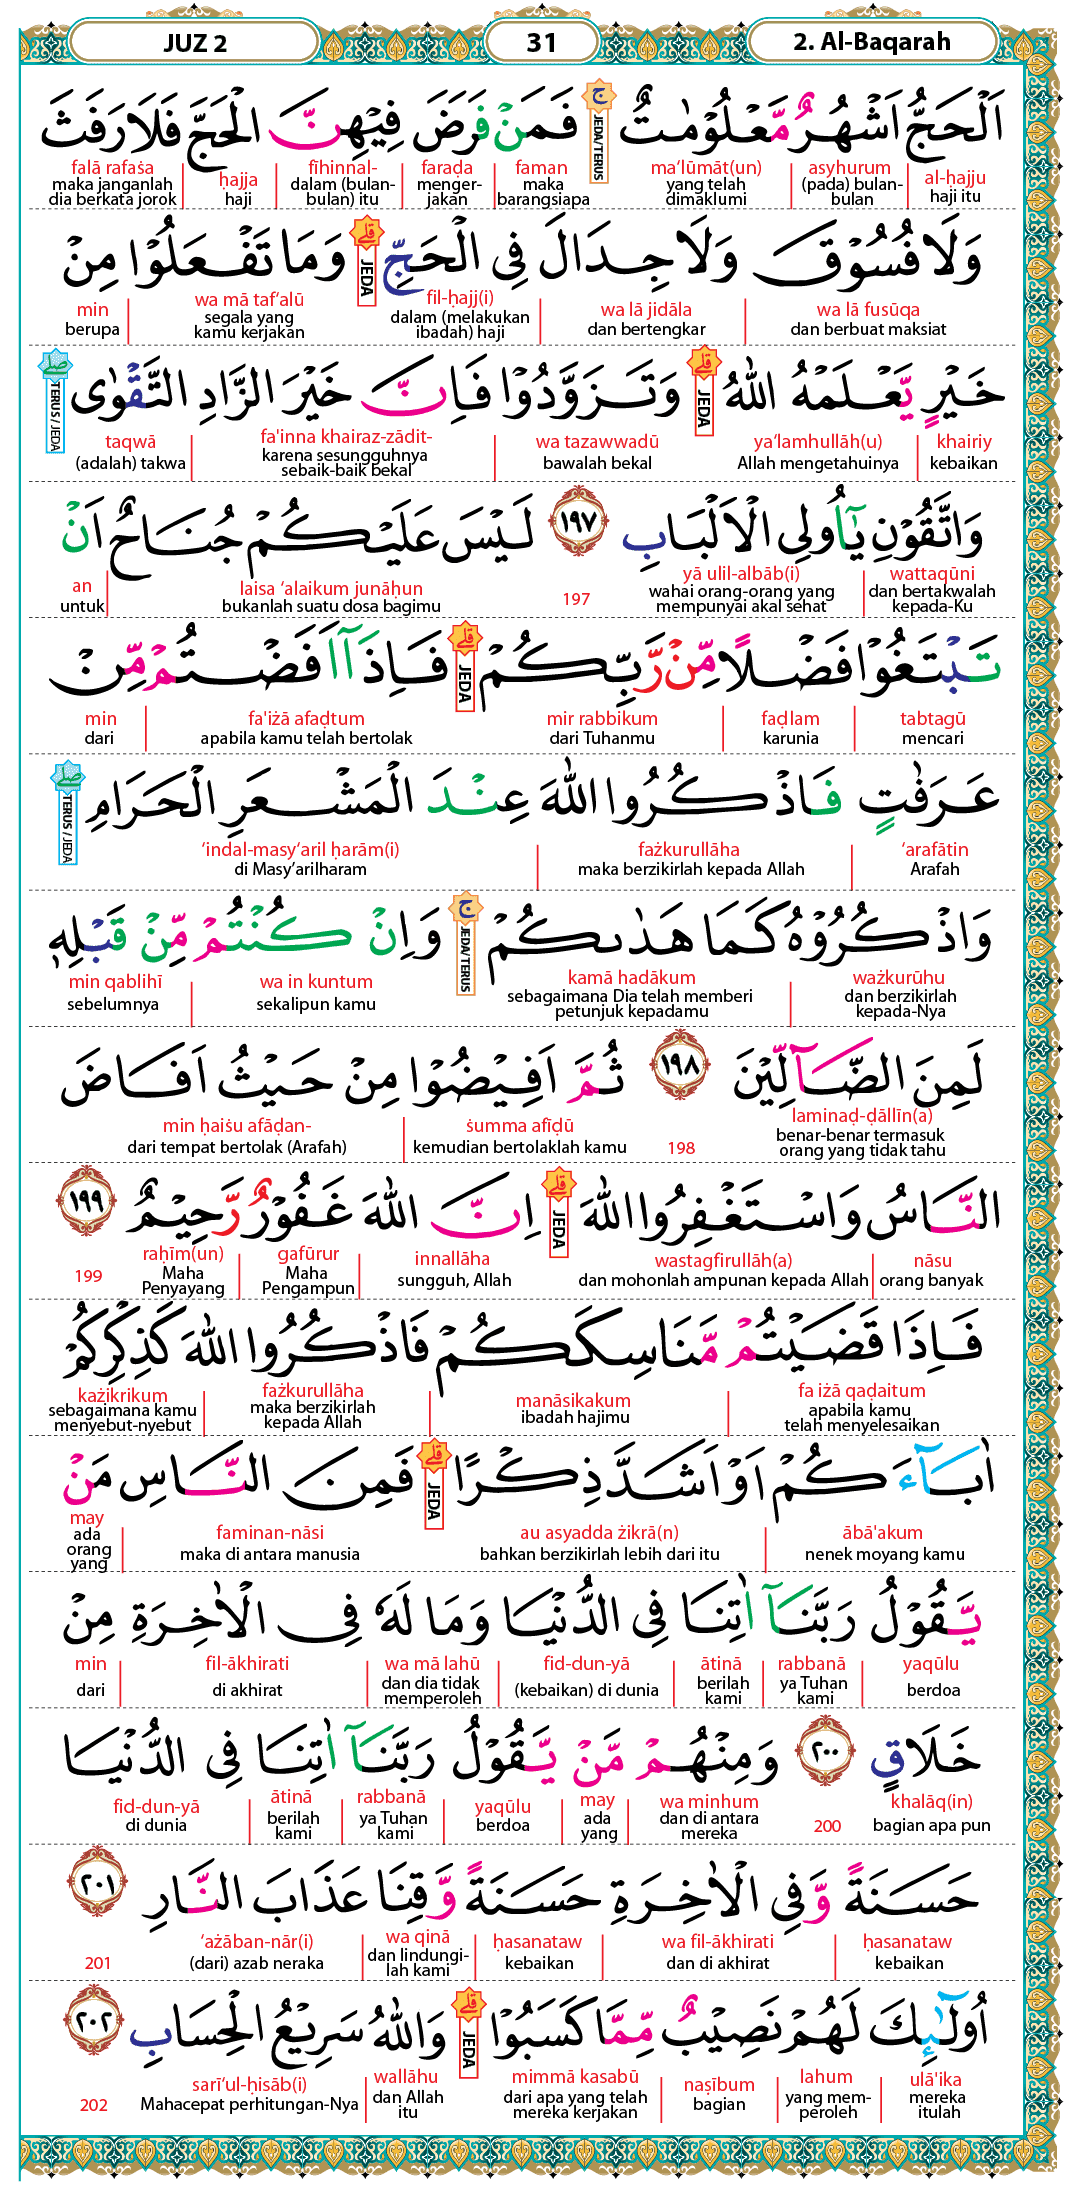 JUZ 2
31
2. Al-Baqarah
اَلْحَجُّ اَشْهُرٌ مَّعْلُوْمٰتٌ ۚ فَمَنْ فَرَضَ فِيْهِنَّ الْحَجَّ فَلَا رَفَثَ
JEDA/TERUS
al-ḥajju
haji itu
asyhurum
(pada) bulan-
bulan
ma‘lūmāt(un)
yang telah
dimaklumi
faman
maka
barangsiapa
faraḍa
menger-
jakan
fīhinnal-
dalam (bulan-
bulan) itu
ḥajja
haji
falā rafaṡa
maka janganlah
dia berkata jorok
وَلَا فُسُوْقَ وَلَا جِدَالَ فِى الْحَجِّ ۗ وَمَا تَفْعَلُوْا مِنْ
JEDA
wa lā fusūqa
dan berbuat maksiat
wa lā jidāla
dan bertengkar
fil-ḥajj(i)
dalam (melakukan
ibadah) haji
wa mā taf‘alū
segala yang
kamu kerjakan
min
berupa
خَيْرٍ يَّعْلَمْهُ اللّٰهُ ۗ وَتَزَوَّدُوْا فَاِنَّ خَيْرَ الزَّادِ التَّقْوٰى ۖ
JEDA
TERUS / JEDA
khairiy
kebaikan
ya‘lamhullāh(u)
Allah mengetahuinya
wa tazawwadū
bawalah bekal
fa'inna khairaz-zādit-
karena sesungguhnya
sebaik-baik bekal
taqwā
(adalah) takwa
وَاتَّقُوْنِ يٰٓاُولِى الْاَلْبَابِ ١٩٧ لَيْسَ عَلَيْكُمْ جُنَاحٌ اَنْ
wattaqūni
dan bertakwalah
kepada-Ku
yā ulil-albāb(i)
wahai orang-orang yang
mempunyai akal sehat
197
laisa ‘alaikum junāḥun
bukanlah suatu dosa bagimu
an
untuk
تَبْتَغُوْا فَضْلًا مِّنْ رَّبِّكُمْ ۗ فَاِذَآ اَفَضْتُمْ مِّنْ
JEDA
tabtagū
mencari
faḍlam
karunia
mir rabbikum
dari Tuhanmu
fa'iżā afaḍtum
apabila kamu telah bertolak
min
dari
عَرَفٰتٍ فَاذْكُرُوا اللّٰهَ عِنْدَ الْمَشْعَرِ الْحَرَامِ ۖ
TERUS / JEDA
‘arafātin
Arafah
fażkurullāha
maka berzikirlah kepada Allah
‘indal-masy‘aril ḥarām(i)
di Masy’arilharam
وَاذْكُرُوْهُ كَمَا هَدٰىكُمْ ۚ وَاِنْ كُنْتُمْ مِّنْ قَبْلِهٖ
JEDA/TERUS
ważkurūhu
dan berzikirlah
kepada-Nya
kamā hadākum
sebagaimana Dia telah memberi
petunjuk kepadamu
wa in kuntum
sekalipun kamu
min qablihī
sebelumnya
لَمِنَ الضَّاۤلِّيْنَ ١٩٨ ثُمَّ اَفِيْضُوْا مِنْ حَيْثُ اَفَاضَ
laminaḍ-ḍāllīn(a)
benar-benar termasuk
orang yang tidak tahu
198
ṡumma afīḍū
kemudian bertolaklah kamu
min ḥaiṡu afāḍan-
dari tempat bertolak (Arafah)
النَّاسُ وَاسْتَغْفِرُوا اللّٰهَ ۗ اِنَّ اللّٰهَ غَفُوْرٌ رَّحِيْمٌ ١٩٩
JEDA
nāsu
orang banyak
wastagfirullāh(a)
dan mohonlah ampunan kepada Allah
innallāha
sungguh, Allah
gafūrur
Maha
Pengampun
raḥīm(un)
Maha
Penyayang
199
فَاِذَا قَضَيْتُمْ مَّنَاسِكَكُمْ فَاذْكُرُوا اللّٰهَ كَذِكْرِكُمْ
fa iżā qaḍaitum
apabila kamu
telah menyelesaikan
manāsikakum
ibadah hajimu
fażkurullāha
maka berzikirlah
kepada Allah
każikrikum
sebagaimana kamu
menyebut-nyebut
اٰبَاۤءَكُمْ اَوْ اَشَدَّ ذِكْرًا ۗ فَمِنَ النَّاسِ مَنْ
JEDA
ābā'akum
nenek moyang kamu
au asyadda żikrā(n)
bahkan berzikirlah lebih dari itu
faminan-nāsi
maka di antara manusia
may
ada
orang
yang
يَّقُوْلُ رَبَّنَآ اٰتِنَا فِى الدُّنْيَا وَمَا لَهٗ فِى الْاٰخِرَةِ مِنْ
yaqūlu
berdoa
rabbanā
ya Tuhan
kami
ātinā
berilah
kami
fid-dun-yā
(kebaikan) di dunia
wa mā lahū
dan dia tidak
memperoleh
fil-ākhirati
di akhirat
min
dari
خَلَاقٍ ٢٠٠ وَمِنْهُمْ مَّنْ يَّقُوْلُ رَبَّنَآ اٰتِنَا فِى الدُّنْيَا
khalāq(in)
bagian apa pun
200
wa minhum
dan di antara
mereka
may
ada
yang
yaqūlu
berdoa
rabbanā
ya Tuhan
kami
ātinā
berilah
kami
fid-dun-yā
di dunia
حَسَنَةً وَّفِى الْاٰخِرَةِ حَسَنَةً وَّقِنَا عَذَابَ النَّارِ ٢٠١
ḥasanataw
kebaikan
wa fil-ākhirati
dan di akhirat
ḥasanataw
kebaikan
wa qinā
dan lindungi-
lah kami
‘ażāban-nār(i)
(dari) azab neraka
201
اُولٰۤىِٕكَ لَهُمْ نَصِيْبٌ مِّمَّا كَسَبُوْا ۗ وَاللّٰهُ سَرِيْعُ الْحِسَابِ ٢٠٢
JEDA
ulā'ika
mereka
itulah
lahum
yang mem-
peroleh
naṣībum
bagian
mimmā kasabū
dari apa yang telah
mereka kerjakan
wallāhu
dan Allah
itu
sarī‘ul-ḥisāb(i)
Mahacepat perhitungan-Nya
202